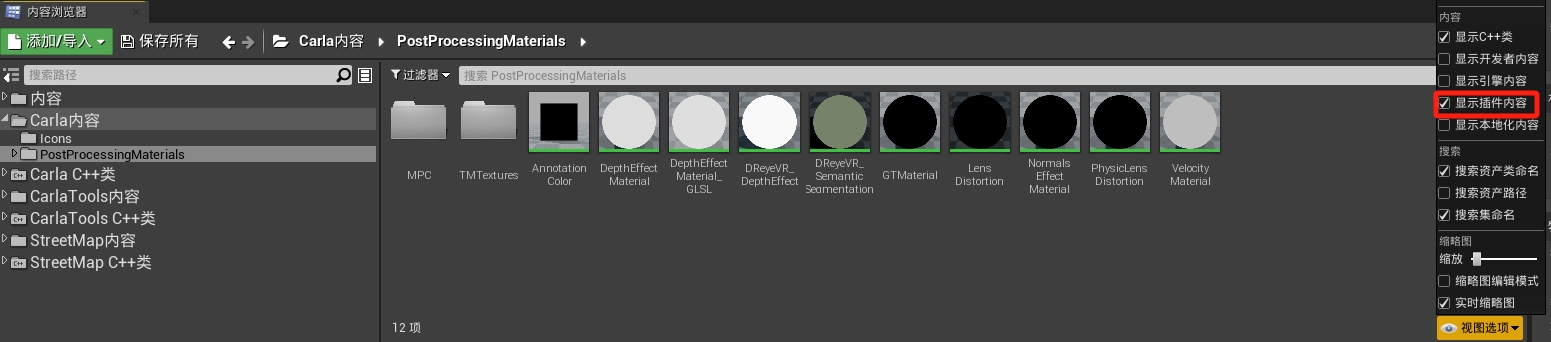 内容浏览器
添加/导入
保存所有
Carla内容
PostProcessingMaterials
搜索路径
内容
Carla内容
Icons
PostProcessingMaterials
Carla C++类
CarlaTools内容
CarlaTools C++类
StreetMap内容
StreetMap C++类
过滤器
搜索 PostProcessingMaterials
MPC
TMTextures
Annotation
Color
DepthEffect
Material
DepthEffect
Material_
GLSL
DReyeVR_
DepthEffect
DReyeVR_
Semantic
Segmentation
GTMaterial
Lens
Distortion
Normals
Effect
Material
PhysicLens
Distortion
Velocity
Material
12 项
内容
显示C++类
显示开发者内容
显示引擎内容
显示插件内容
显示本地化内容
搜索
搜索资产类命名
搜索资产路径
搜索集命名
缩略图
缩放
缩略图编辑模式
实时缩略图
视图选项